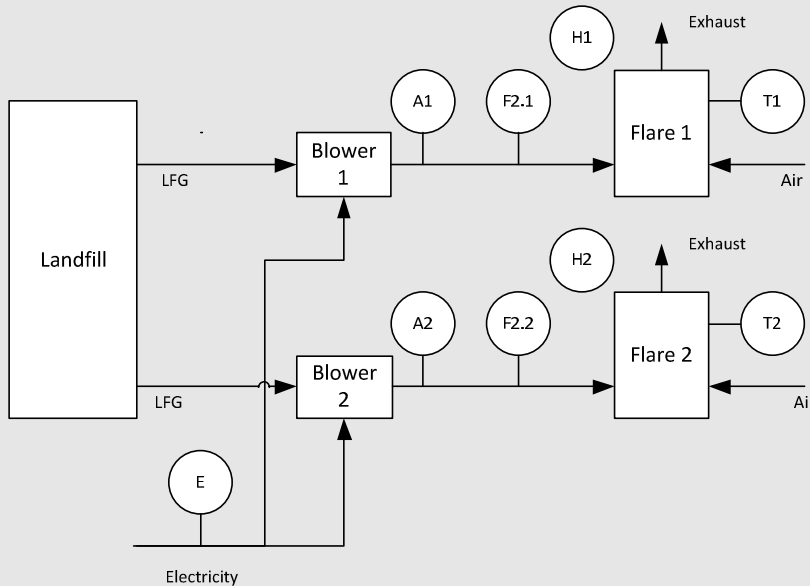 H1
Exhaust
A1
F2.1
T1
Flare 1
Blower
1
LFG
Air
Landfill
H2
Exhaust
A2
F2.2
T2
Flare 2
Blower
2
LFG
Ai
E
Electricity